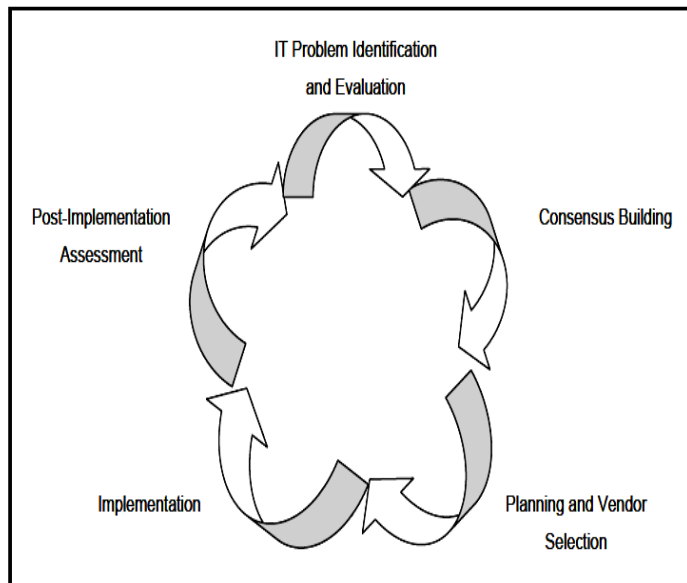 IT Problem Identification
and Evaluation
Post-Implementation
Assessment
Consensus Building
Implementation
Planning and Vendor
Selection